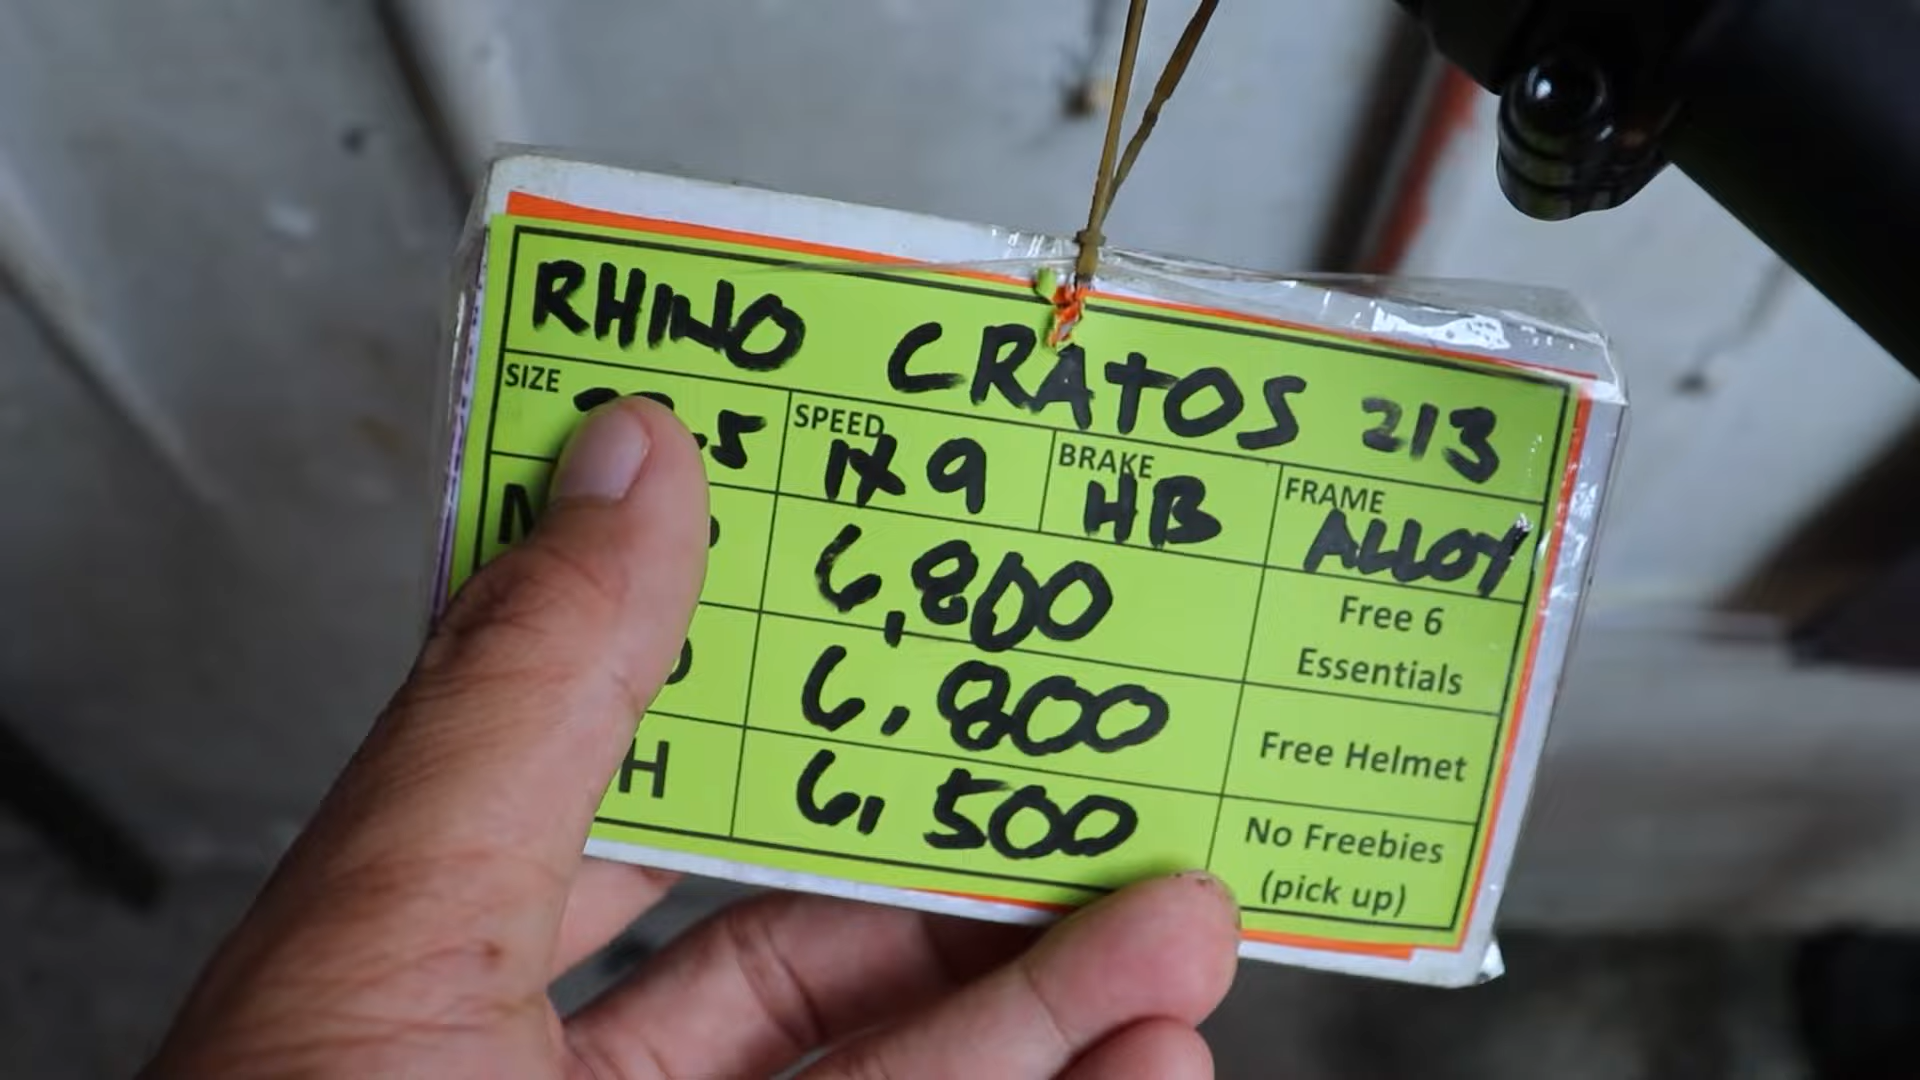 RHINO CRATOS 213
SIZE SPEED 1X9 BRAKE HB FRAME ALLOY
6,800 Free 6 Essentials
6,800 Free Helmet
6,500 No Freebies (pick up)